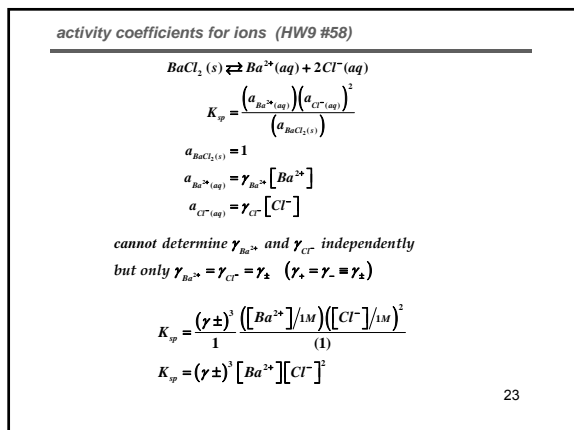 activity coefficients for ions (HW9 #58)
BaCl₂ (s) ⇄ Ba²⁺(aq) + 2Cl⁻(aq)
K_sp = (a_Ba²⁺(aq))(a_Cl⁻(aq))² / (a_BaCl₂(s))
a_BaCl₂(s) = 1
a_Ba²⁺(aq) = γ_Ba²⁺ [Ba²⁺]
a_Cl⁻(aq) = γ_Cl⁻ [Cl⁻]
cannot determine γ_Ba²⁺ and γ_Cl⁻ independently
but only γ_Ba²⁺ = γ_Cl⁻ = γ_± (γ₊ = γ₋ ≡ γ_±)
K_sp = (γ±)³ / 1 ([Ba²⁺]/1M)([Cl⁻]/1M)² / (1)
K_sp = (γ±)³ [Ba²⁺][Cl⁻]²
23